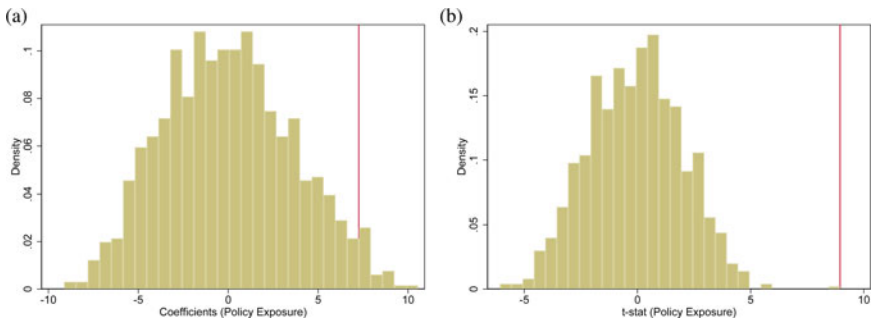 (a)
Density
0 .02 .04 .06 .08 .1
-10 -5 0 5 10
Coefficients (Policy Exposure)
(b)
Density
0 .05 .1 .15 .2
-5 0 5 10
t-stat (Policy Exposure)